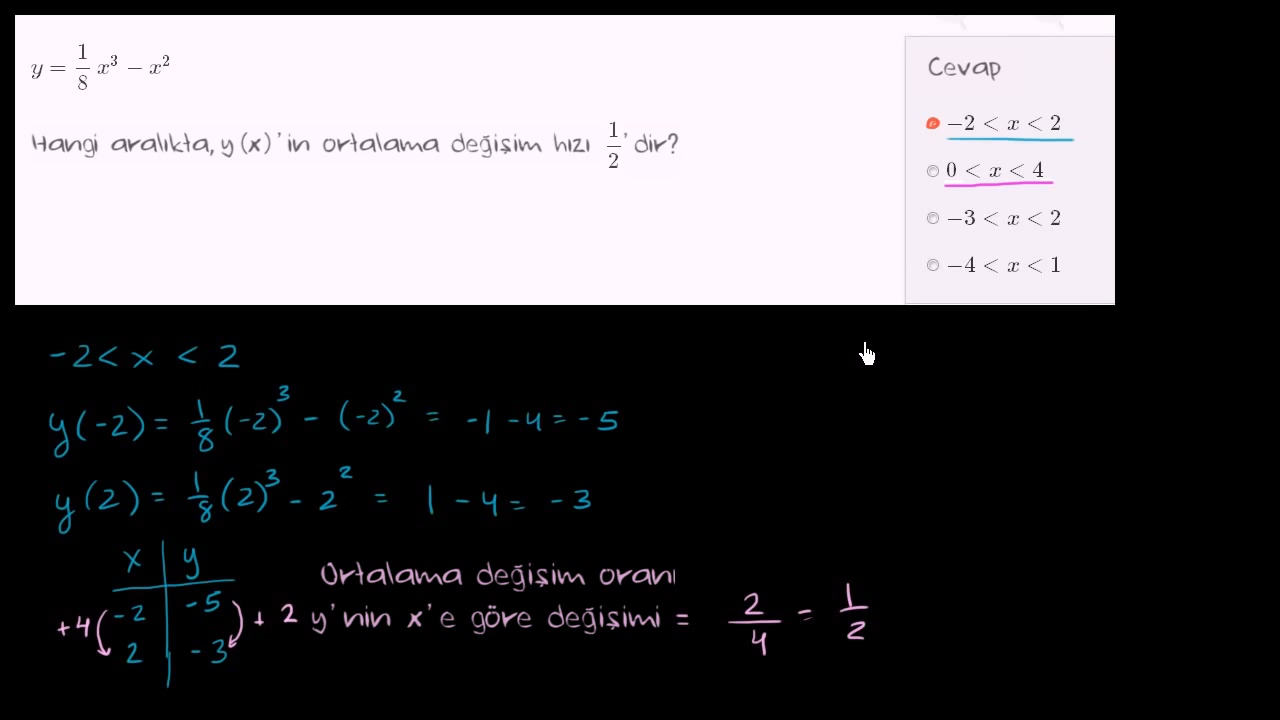 y = 1/8 x³ − x²
Hangi aralıkta, y(x)'in ortalama değişim hızı 1/2' dir?
Cevap
−2 < x < 2
0 < x < 4
−3 < x < 2
−4 < x < 1
-2 < x < 2
y(-2) = 1/8 (-2)³ - (-2)² = -1 - 4 = -5
y(2) = 1/8 (2)³ - 2² = 1 - 4 = -3
x y
-2 -5
2 -3
+4
+ 2
Ortalama değişim oranı
y'nin x'e göre değişimi = 2/4 = 1/2